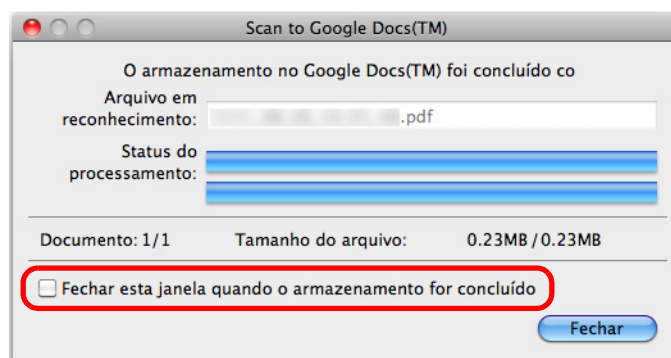 Scan to Google Docs(TM)
O armazenamento no Google Docs(TM) foi concluído co
Arquivo em
reconhecimento:
.pdf
Status do
processamento:
Documento: 1/1 Tamanho do arquivo: 0.23MB / 0.23MB
Fechar esta janela quando o armazenamento for concluído
Fechar